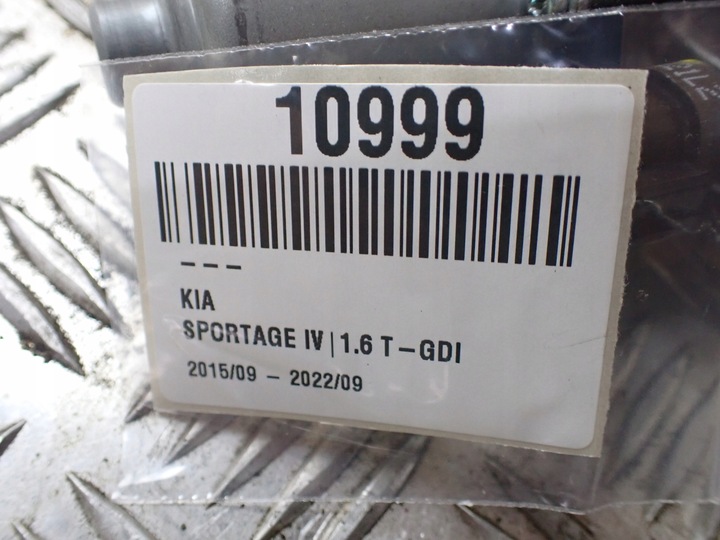 10999
- - -
KIA
SPORTAGE IV | 1.6 T-GDI
2015/09 - 2022/09